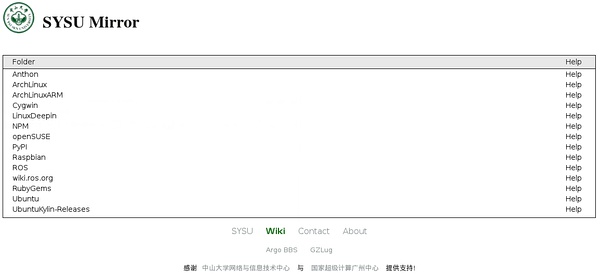 SYSU Mirror
Folder Help
Anthon Help
ArchLinux Help
ArchLinuxARM Help
Cygwin Help
LinuxDeepin Help
NPM Help
openSUSE Help
PyPI Help
Raspbian Help
ROS Help
wiki.ros.org Help
RubyGems Help
Ubuntu Help
UbuntuKylin-Releases Help
SYSU Wiki Contact About
Argo BBS GZLug
感谢 中山大学网络与信息技术中心 与 国家超级计算广州中心 提供支持!